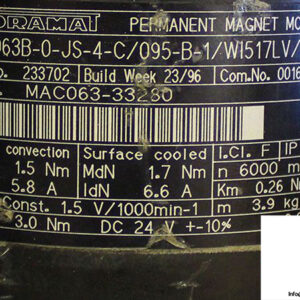 DRAMAT PERMANENT MAGNET MO
063B-0-JS-4-C/095-B-1/WI517LV/
. 233702 Build Week 23/96 Com.No. 0016
MAC063-33280
convection Surface cooled I.Cl. F IP
1.5 Nm MdN 1.7 Nm n 6000 m
5.8 A IdN 6.6 A Km 0.26 N
Const. 1.5 V/1000min-1 m 3.9 kg
3.0 Nm DC 24 V +-10%
Info@